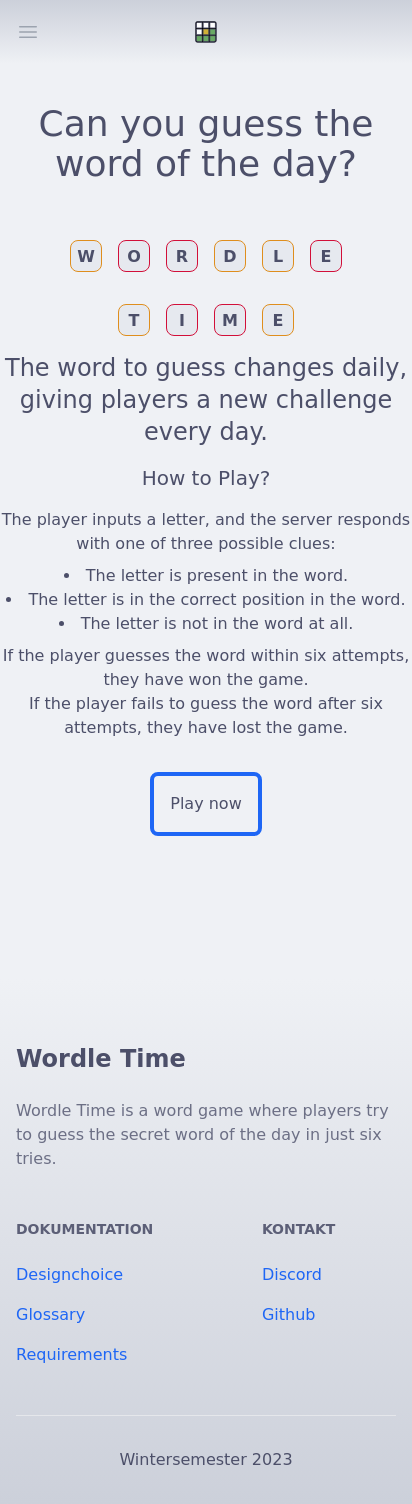 Can you guess the
word of the day?
W O R D L E
T I M E
The word to guess changes daily,
giving players a new challenge
every day.
How to Play?
The player inputs a letter, and the server responds
with one of three possible clues:
• The letter is present in the word.
• The letter is in the correct position in the word.
• The letter is not in the word at all.
If the player guesses the word within six attempts,
they have won the game.
If the player fails to guess the word after six
attempts, they have lost the game.
Play now
Wordle Time
Wordle Time is a word game where players try
to guess the secret word of the day in just six
tries.
DOKUMENTATION
Designchoice
Glossary
Requirements
KONTAKT
Discord
Github
Wintersemester 2023